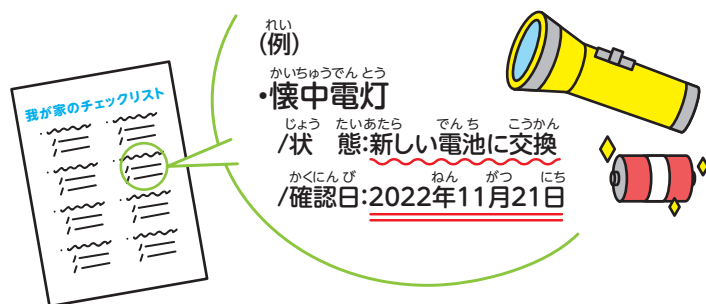 我が家のチェックリスト
れい
(例)
かいちゅうでんとう
・懐中電灯
じょう たいあたら でんち こうかん
/状 態:新しい電池に交換
かくにんび ねん がつ にち
/確認日:2022年11月21日